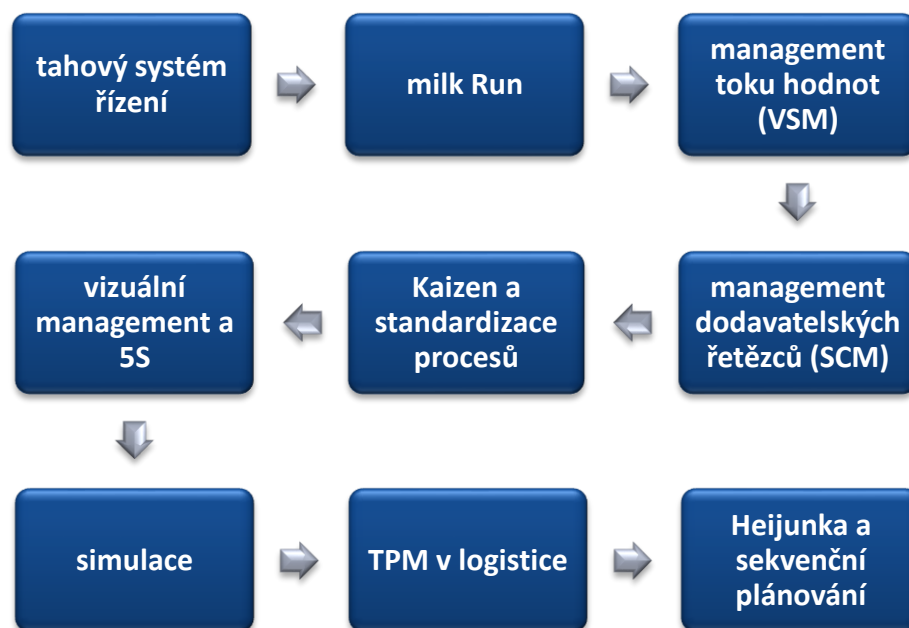 tahový systém
řízení
milk Run
management
toku hodnot
(VSM)
management
dodavatelských
řetězců (SCM)
Kaizen a
standardizace
procesů
vizuální
management a
5S
simulace
TPM v logistice
Heijunka a
sekvenční
plánování